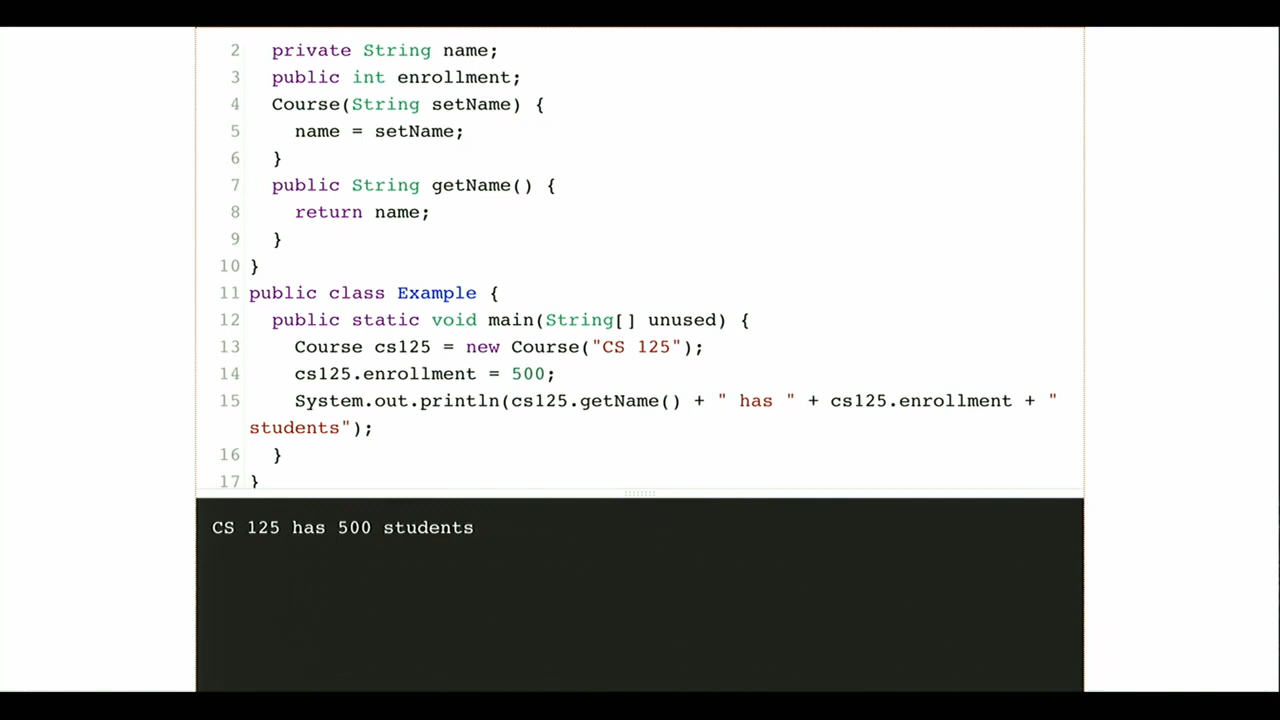 2 private String name;
3 public int enrollment;
4 Course(String setName) {
5 name = setName;
6 }
7 public String getName() {
8 return name;
9 }
10 }
11 public class Example {
12 public static void main(String[] unused) {
13 Course cs125 = new Course("CS 125");
14 cs125.enrollment = 500;
15 System.out.println(cs125.getName() + " has " + cs125.enrollment + "
students");
16 }
17 }
CS 125 has 500 students